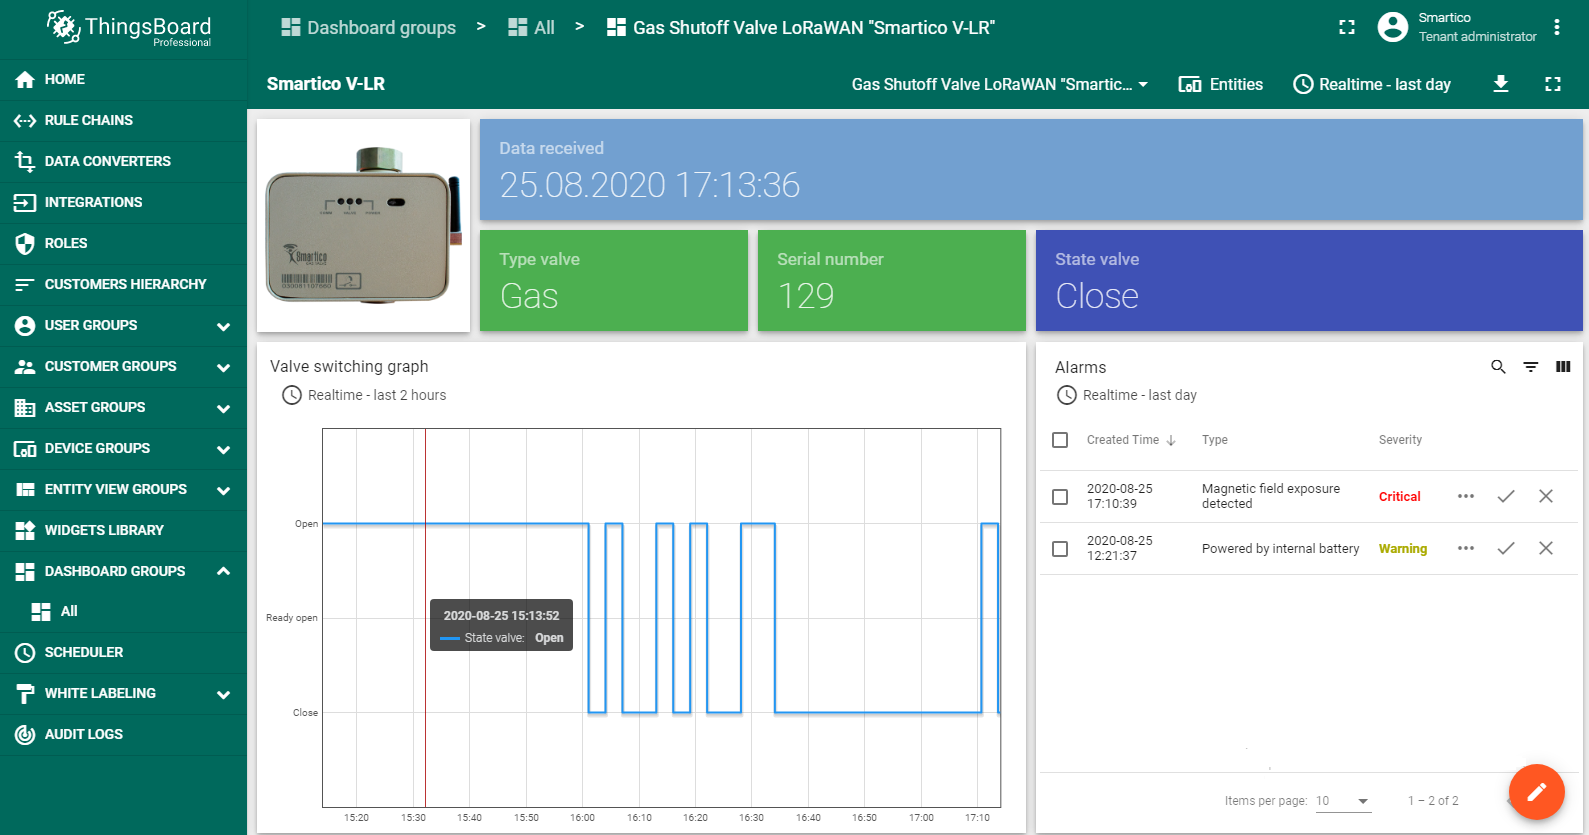 ThingsBoard
Professional
Dashboard groups > All > Gas Shutoff Valve LoRaWAN "Smartico V-LR"
Smartico
Tenant administrator
Smartico V-LR
Gas Shutoff Valve LoRaWAN "Smartic...
Entities
Realtime - last day
HOME
RULE CHAINS
DATA CONVERTERS
INTEGRATIONS
ROLES
CUSTOMERS HIERARCHY
USER GROUPS
CUSTOMER GROUPS
ASSET GROUPS
DEVICE GROUPS
ENTITY VIEW GROUPS
WIDGETS LIBRARY
DASHBOARD GROUPS
All
SCHEDULER
WHITE LABELING
AUDIT LOGS
Smartico
Data received
25.08.2020 17:13:36
Type valve
Gas
Serial number
129
State valve
Close
Valve switching graph
Realtime - last 2 hours
Open
Ready open
Close
2020-08-25 15:13:52
State valve: Open
15:20 15:30 15:40 15:50 16:00 16:10 16:20 16:30 16:40 16:50 17:00 17:10
Alarms
Realtime - last day
Created Time Type Severity
2020-08-25
17:10:39
Magnetic field exposure
detected
Critical
2020-08-25
12:21:37
Powered by internal battery
Warning
Items per page: 10 1 – 2 of 2